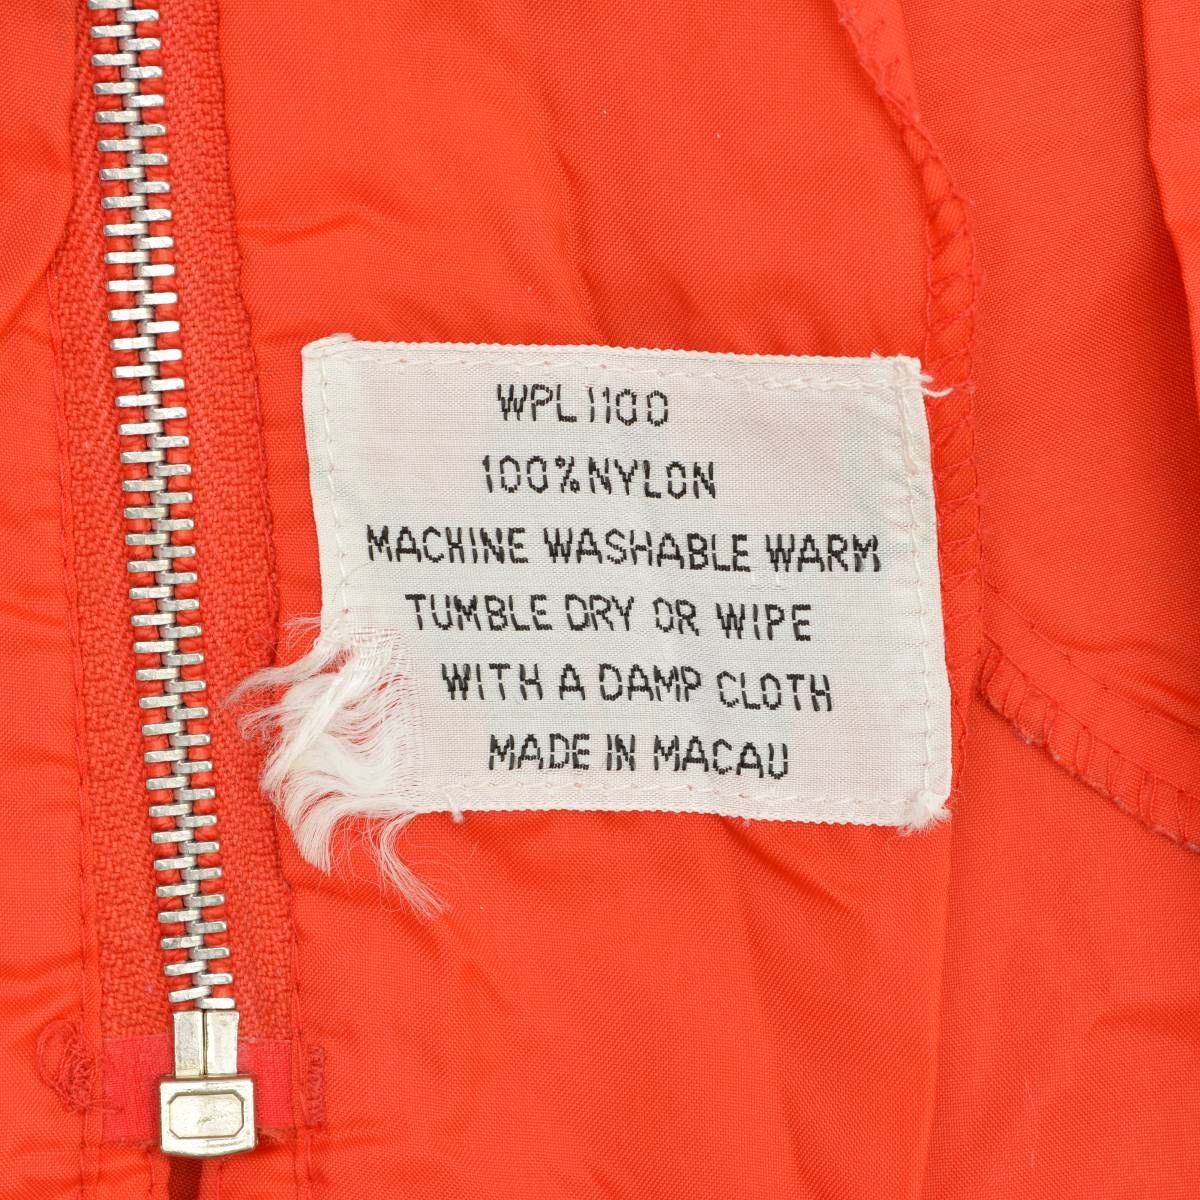 WPL1100
100%NYLON
MACHINE WASHABLE WARM
TUMBLE DRY OR WIPE
WITH A DAMP CLOTH
MADE IN MACAU